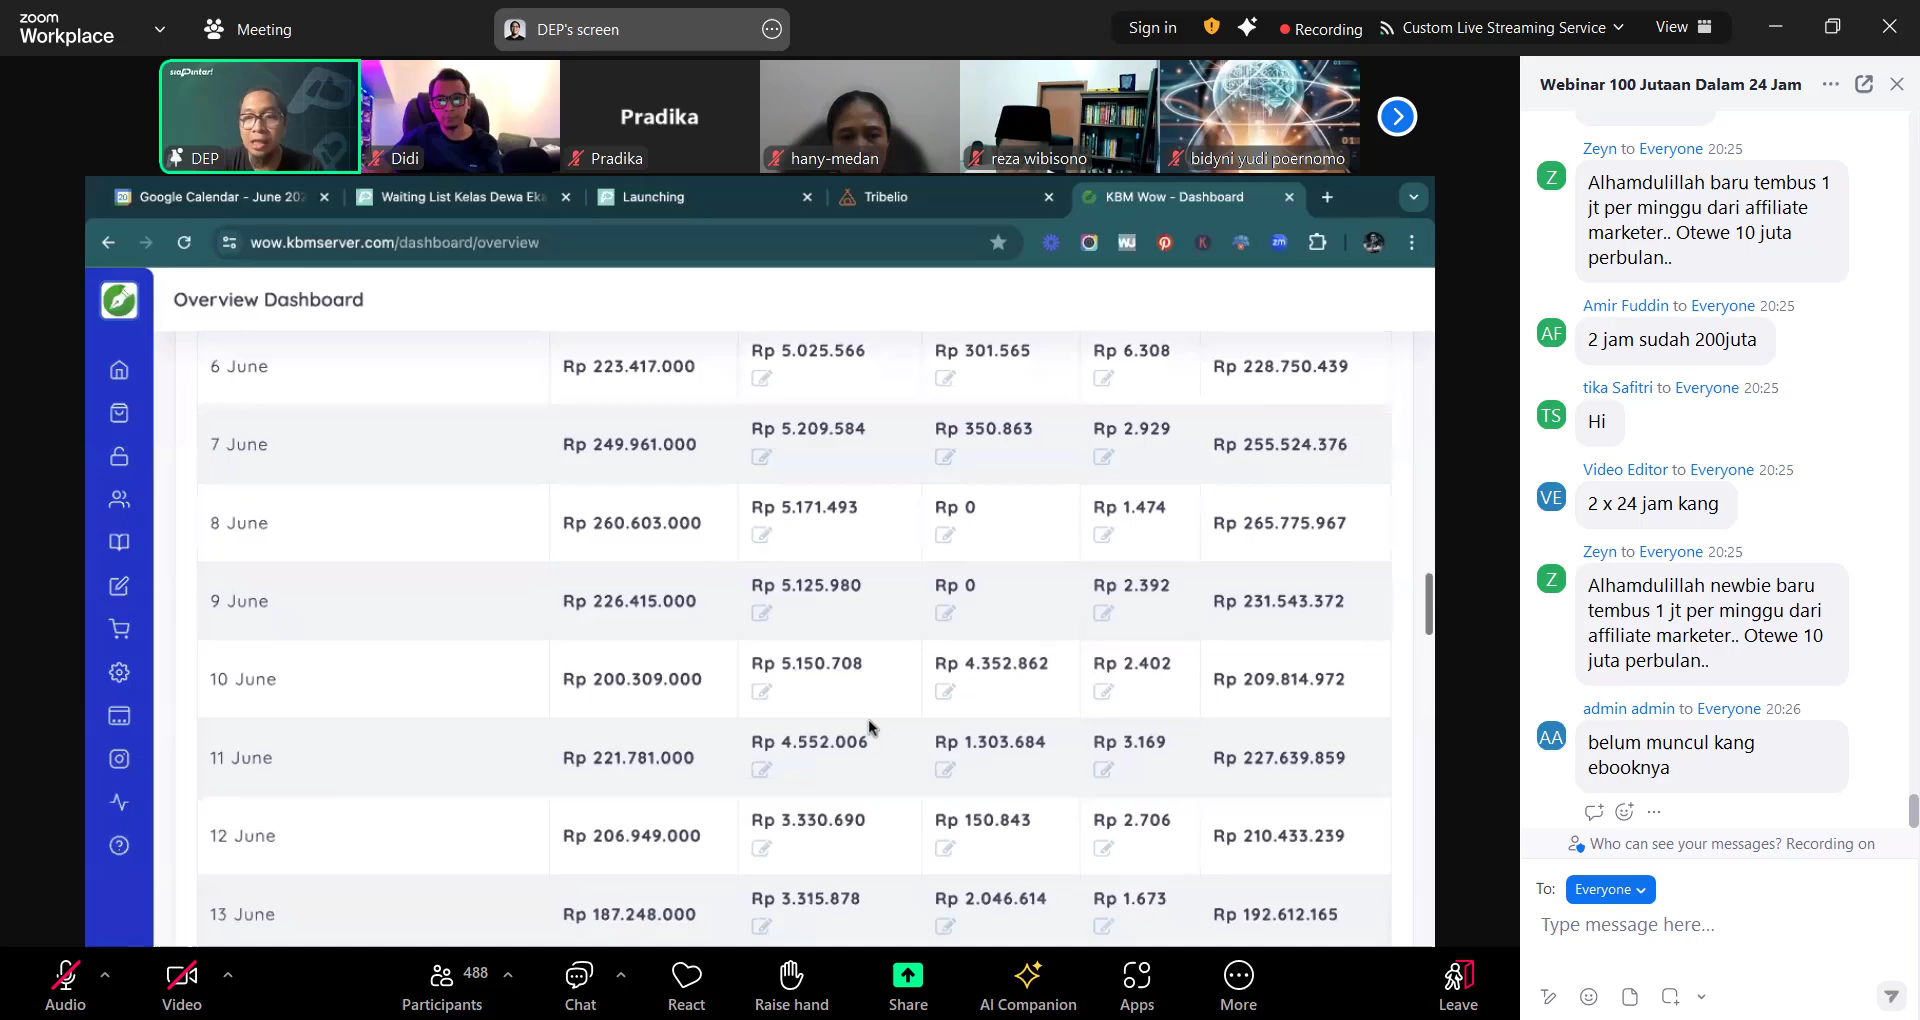 zoom
Workplace
Meeting
DEP's screen
Sign in
Recording
Custom Live Streaming Service
View
siapintar!
DEP
Didi
Pradika
Pradika
hany-medan
reza wibisono
bidyni yudi poernomo
Google Calendar - June 202
Waiting List Kelas Dewa Eka
Launching
Tribelio
KBM Wow - Dashboard
wow.kbmserver.com/dashboard/overview
Overview Dashboard
6 June Rp 223.417.000 Rp 5.025.566 Rp 301.565 Rp 6.308 Rp 228.750.439
7 June Rp 249.961.000 Rp 5.209.584 Rp 350.863 Rp 2.929 Rp 255.524.376
8 June Rp 260.603.000 Rp 5.171.493 Rp 0 Rp 1.474 Rp 265.775.967
9 June Rp 226.415.000 Rp 5.125.980 Rp 0 Rp 2.392 Rp 231.543.372
10 June Rp 200.309.000 Rp 5.150.708 Rp 4.352.862 Rp 2.402 Rp 209.814.972
11 June Rp 221.781.000 Rp 4.552.006 Rp 1.303.684 Rp 3.169 Rp 227.639.859
12 June Rp 206.949.000 Rp 3.330.690 Rp 150.843 Rp 2.706 Rp 210.433.239
13 June Rp 187.248.000 Rp 3.315.878 Rp 2.046.614 Rp 1.673 Rp 192.612.165
Webinar 100 Jutaan Dalam 24 Jam
Zeyn to Everyone 20:25
Z
Alhamdulillah baru tembus 1
jt per minggu dari affiliate
marketer.. Otewe 10 juta
perbulan..
Amir Fuddin to Everyone 20:25
AF
2 jam sudah 200juta
tika Safitri to Everyone 20:25
TS
Hi
Video Editor to Everyone 20:25
VE
2 x 24 jam kang
Zeyn to Everyone 20:25
Z
Alhamdulillah newbie baru
tembus 1 jt per minggu dari
affiliate marketer.. Otewe 10
juta perbulan..
admin admin to Everyone 20:26
AA
belum muncul kang
ebooknya
Who can see your messages? Recording on
To: Everyone
Type message here...
Audio
Video
488
Participants
Chat
React
Raise hand
Share
AI Companion
Apps
More
Leave